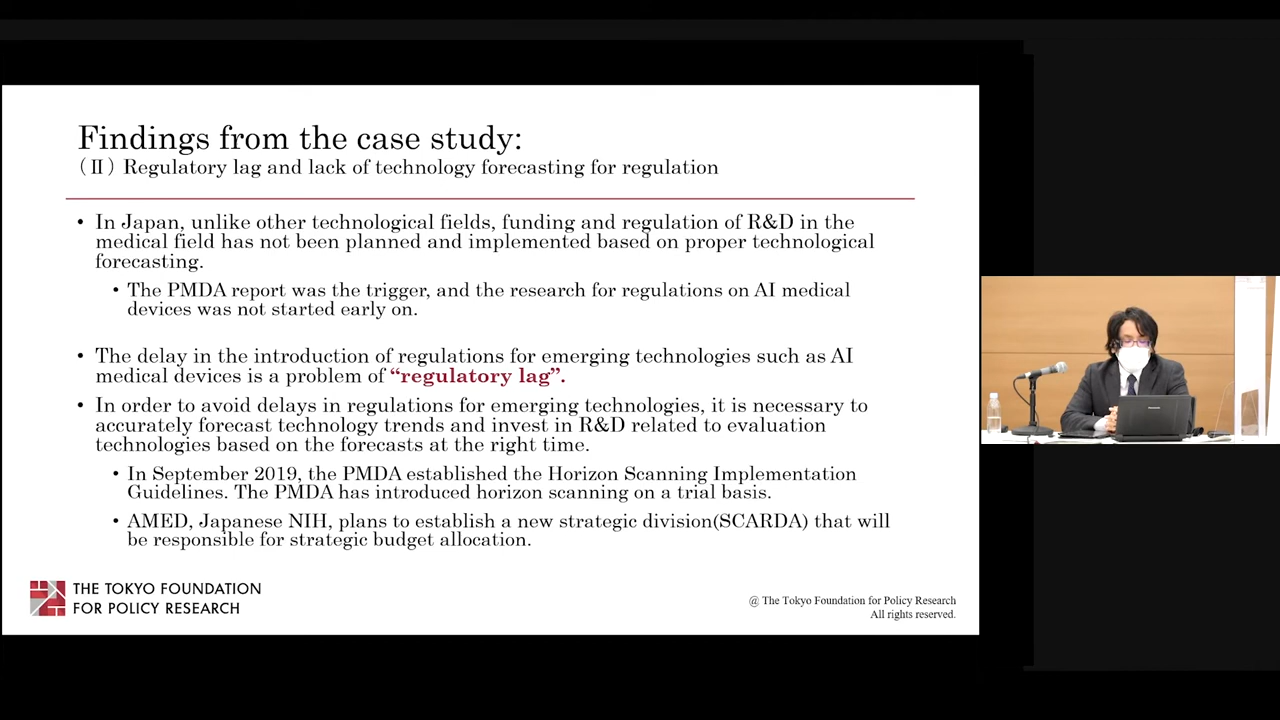 Findings from the case study:
（Ⅱ）Regulatory lag and lack of technology forecasting for regulation
• In Japan, unlike other technological fields, funding and regulation of R&D in the
medical field has not been planned and implemented based on proper technological
forecasting.
• The PMDA report was the trigger, and the research for regulations on AI medical
devices was not started early on.
• The delay in the introduction of regulations for emerging technologies such as AI
medical devices is a problem of “regulatory lag”.
• In order to avoid delays in regulations for emerging technologies, it is necessary to
accurately forecast technology trends and invest in R&D related to evaluation
technologies based on the forecasts at the right time.
• In September 2019, the PMDA established the Horizon Scanning Implementation
Guidelines. The PMDA has introduced horizon scanning on a trial basis.
• AMED, Japanese NIH, plans to establish a new strategic division(SCARDA) that will
be responsible for strategic budget allocation.
THE TOKYO FOUNDATION
FOR POLICY RESEARCH
@ The Tokyo Foundation for Policy Research
All rights reserved.